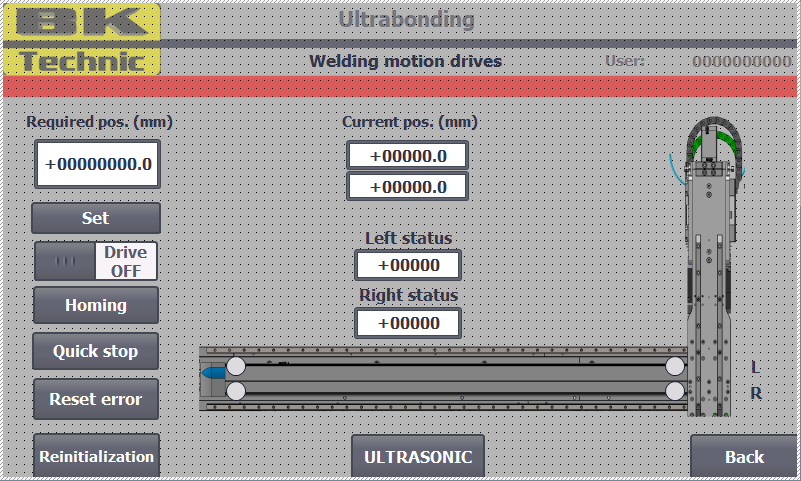 BK
Technic
Ultrabonding
Welding motion drives
User:
0000000000
Required pos. (mm)
+00000000.0
Set
Drive
OFF
Homing
Quick stop
Reset error
Reinitialization
Current pos. (mm)
+00000.0
+00000.0
Left status
+00000
Right status
+00000
L
R
ULTRASONIC
Back